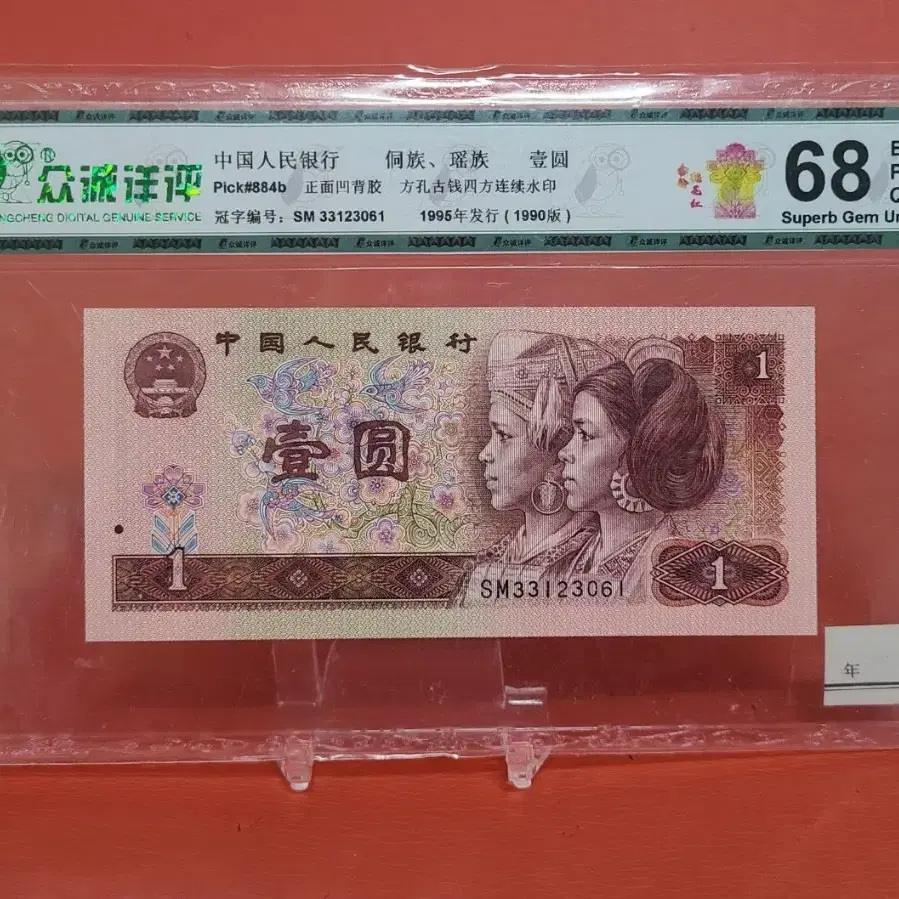 众诚详评®
NGCHENG DIGITAL GENUINE SERVICE
中国人民银行 侗族、瑶族 壹圆
Pick#884b 正面凹背胶 方孔古钱四方连续水印
冠字编号: SM 33123061 1995年发行(1990版)
68
Superb Gem Un
E
P
Q
中国人民银行
1
壹圆
1
SM33123061
1
年